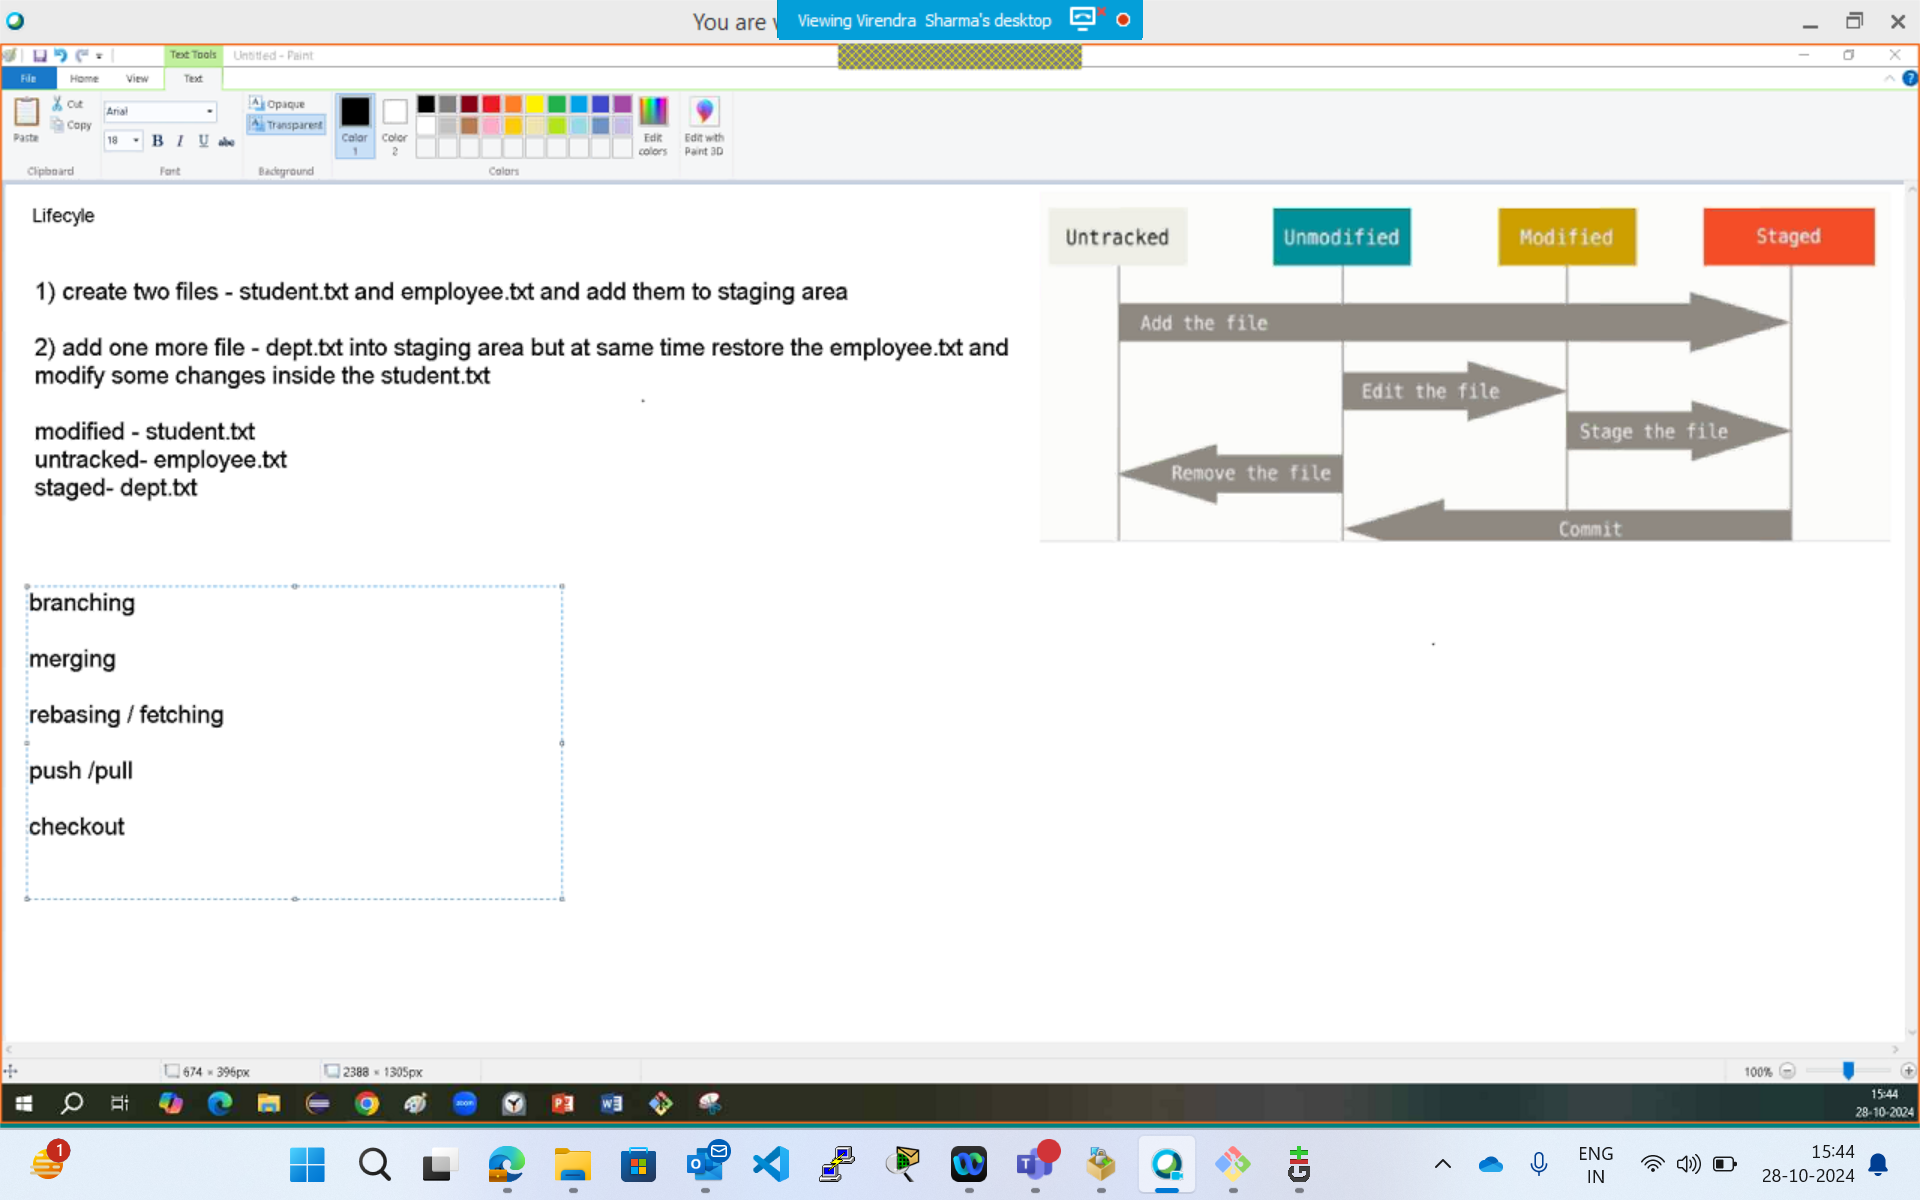 You are v
Viewing Virendra Sharma's desktop
Text Tools
Untitled - Paint
File
Home
View
Text
Paste
Cut
Copy
Clipboard
Arial
18
B I U abc
Font
Opaque
Transparent
Background
Color
1
Color
2
Edit
colors
Colors
Edit with
Paint 3D
Lifecyle
1) create two files - student.txt and employee.txt and add them to staging area
2) add one more file - dept.txt into staging area but at same time restore the employee.txt and
modify some changes inside the student.txt
modified - student.txt
untracked- employee.txt
staged- dept.txt
Untracked
Unmodified
Modified
Staged
Add the file
Edit the file
Stage the file
Remove the file
Commit
branching
merging
rebasing / fetching
push /pull
checkout
674 × 396px
2388 × 1305px
100%
zoom
15:44
28-10-2024
1
ENG
IN
15:44
28-10-2024